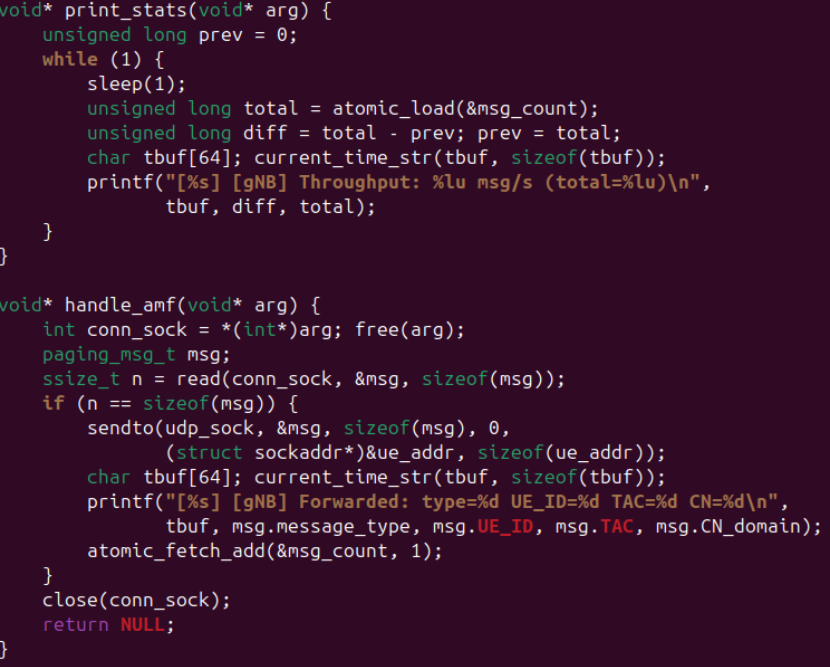 void* print_stats(void* arg) {
    unsigned long prev = 0;
    while (1) {
        sleep(1);
        unsigned long total = atomic_load(&msg_count);
        unsigned long diff = total - prev; prev = total;
        char tbuf[64]; current_time_str(tbuf, sizeof(tbuf));
        printf("[%s] [gNB] Throughput: %lu msg/s (total=%lu)\n",
               tbuf, diff, total);
    }
}

void* handle_amf(void* arg) {
    int conn_sock = *(int*)arg; free(arg);
    paging_msg_t msg;
    ssize_t n = read(conn_sock, &msg, sizeof(msg));
    if (n == sizeof(msg)) {
        sendto(udp_sock, &msg, sizeof(msg), 0,
               (struct sockaddr*)&ue_addr, sizeof(ue_addr));
        char tbuf[64]; current_time_str(tbuf, sizeof(tbuf));
        printf("[%s] [gNB] Forwarded: type=%d UE_ID=%d TAC=%d CN=%d\n",
               tbuf, msg.message_type, msg.UE_ID, msg.TAC, msg.CN_domain);
        atomic_fetch_add(&msg_count, 1);
    }
    close(conn_sock);
    return NULL;
}